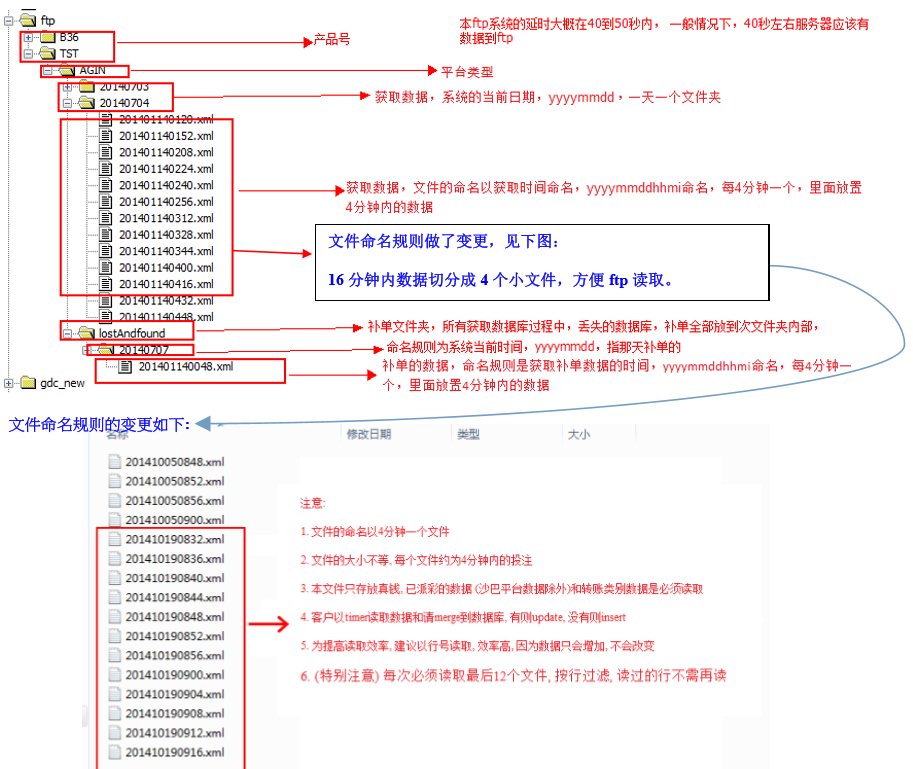 ftp
本ftp系统的延时大概在40到50秒内， 一般情况下，40秒左右服务器应该有
数据到ftp
B36
产品号
TST
AGIN
平台类型
20140703
20140704
获取数据，系统的当前日期，yyyymmdd ，一天一个文件夹
201401140120.xml
201401140152.xml
201401140208.xml
201401140224.xml
201401140240.xml
获取数据，文件的命名以获取时间命名，yyyymmddhhmi命名，每4分钟一个，里面放置
4分钟内的数据
201401140256.xml
201401140312.xml
201401140328.xml
文件命名规则做了变更，见下图：
201401140344.xml
201401140400.xml
201401140416.xml
16 分钟内数据切分成 4 个小文件，方便 ftp 读取。
201401140432.xml
201401140448.xml
lostAndfound
补单文件夹，所有获取数据库过程中，丢失的数据库，补单全部放到次文件夹内部，
20140707
命名规则为系统当前时间，yyyymmdd，指那天补单的
201401140048.xml
补单的数据，命名规则是获取补单数据的时间，yyyymmddhhmi命名，每4分钟一
个，里面放置4分钟内的数据
gdc_new
文件命名规则的变更如下：
名称 修改日期 类型 大小
201410050848.xml
201410050852.xml
201410050856.xml
201410050900.xml
201410190832.xml
201410190836.xml
201410190840.xml
201410190844.xml
201410190848.xml
201410190852.xml
201410190856.xml
201410190900.xml
201410190904.xml
201410190908.xml
201410190912.xml
201410190916.xml
注意:
1. 文件的命名以4分钟一个文件
2. 文件的大小不等, 每个文件约为4分钟内的投注
3. 本文件只存放真钱, 已派彩的数据 (沙巴平台数据除外)和转账类别数据是必须读取
4. 客户以timer读取数据和请merge到数据库, 有则update, 没有则insert
5. 为提高读取效率, 建议以行号读取, 效率高, 因为数据只会增加, 不会改变
6. (特别注意) 每次必须读取最后12个文件, 按行过滤, 读过的行不需再读